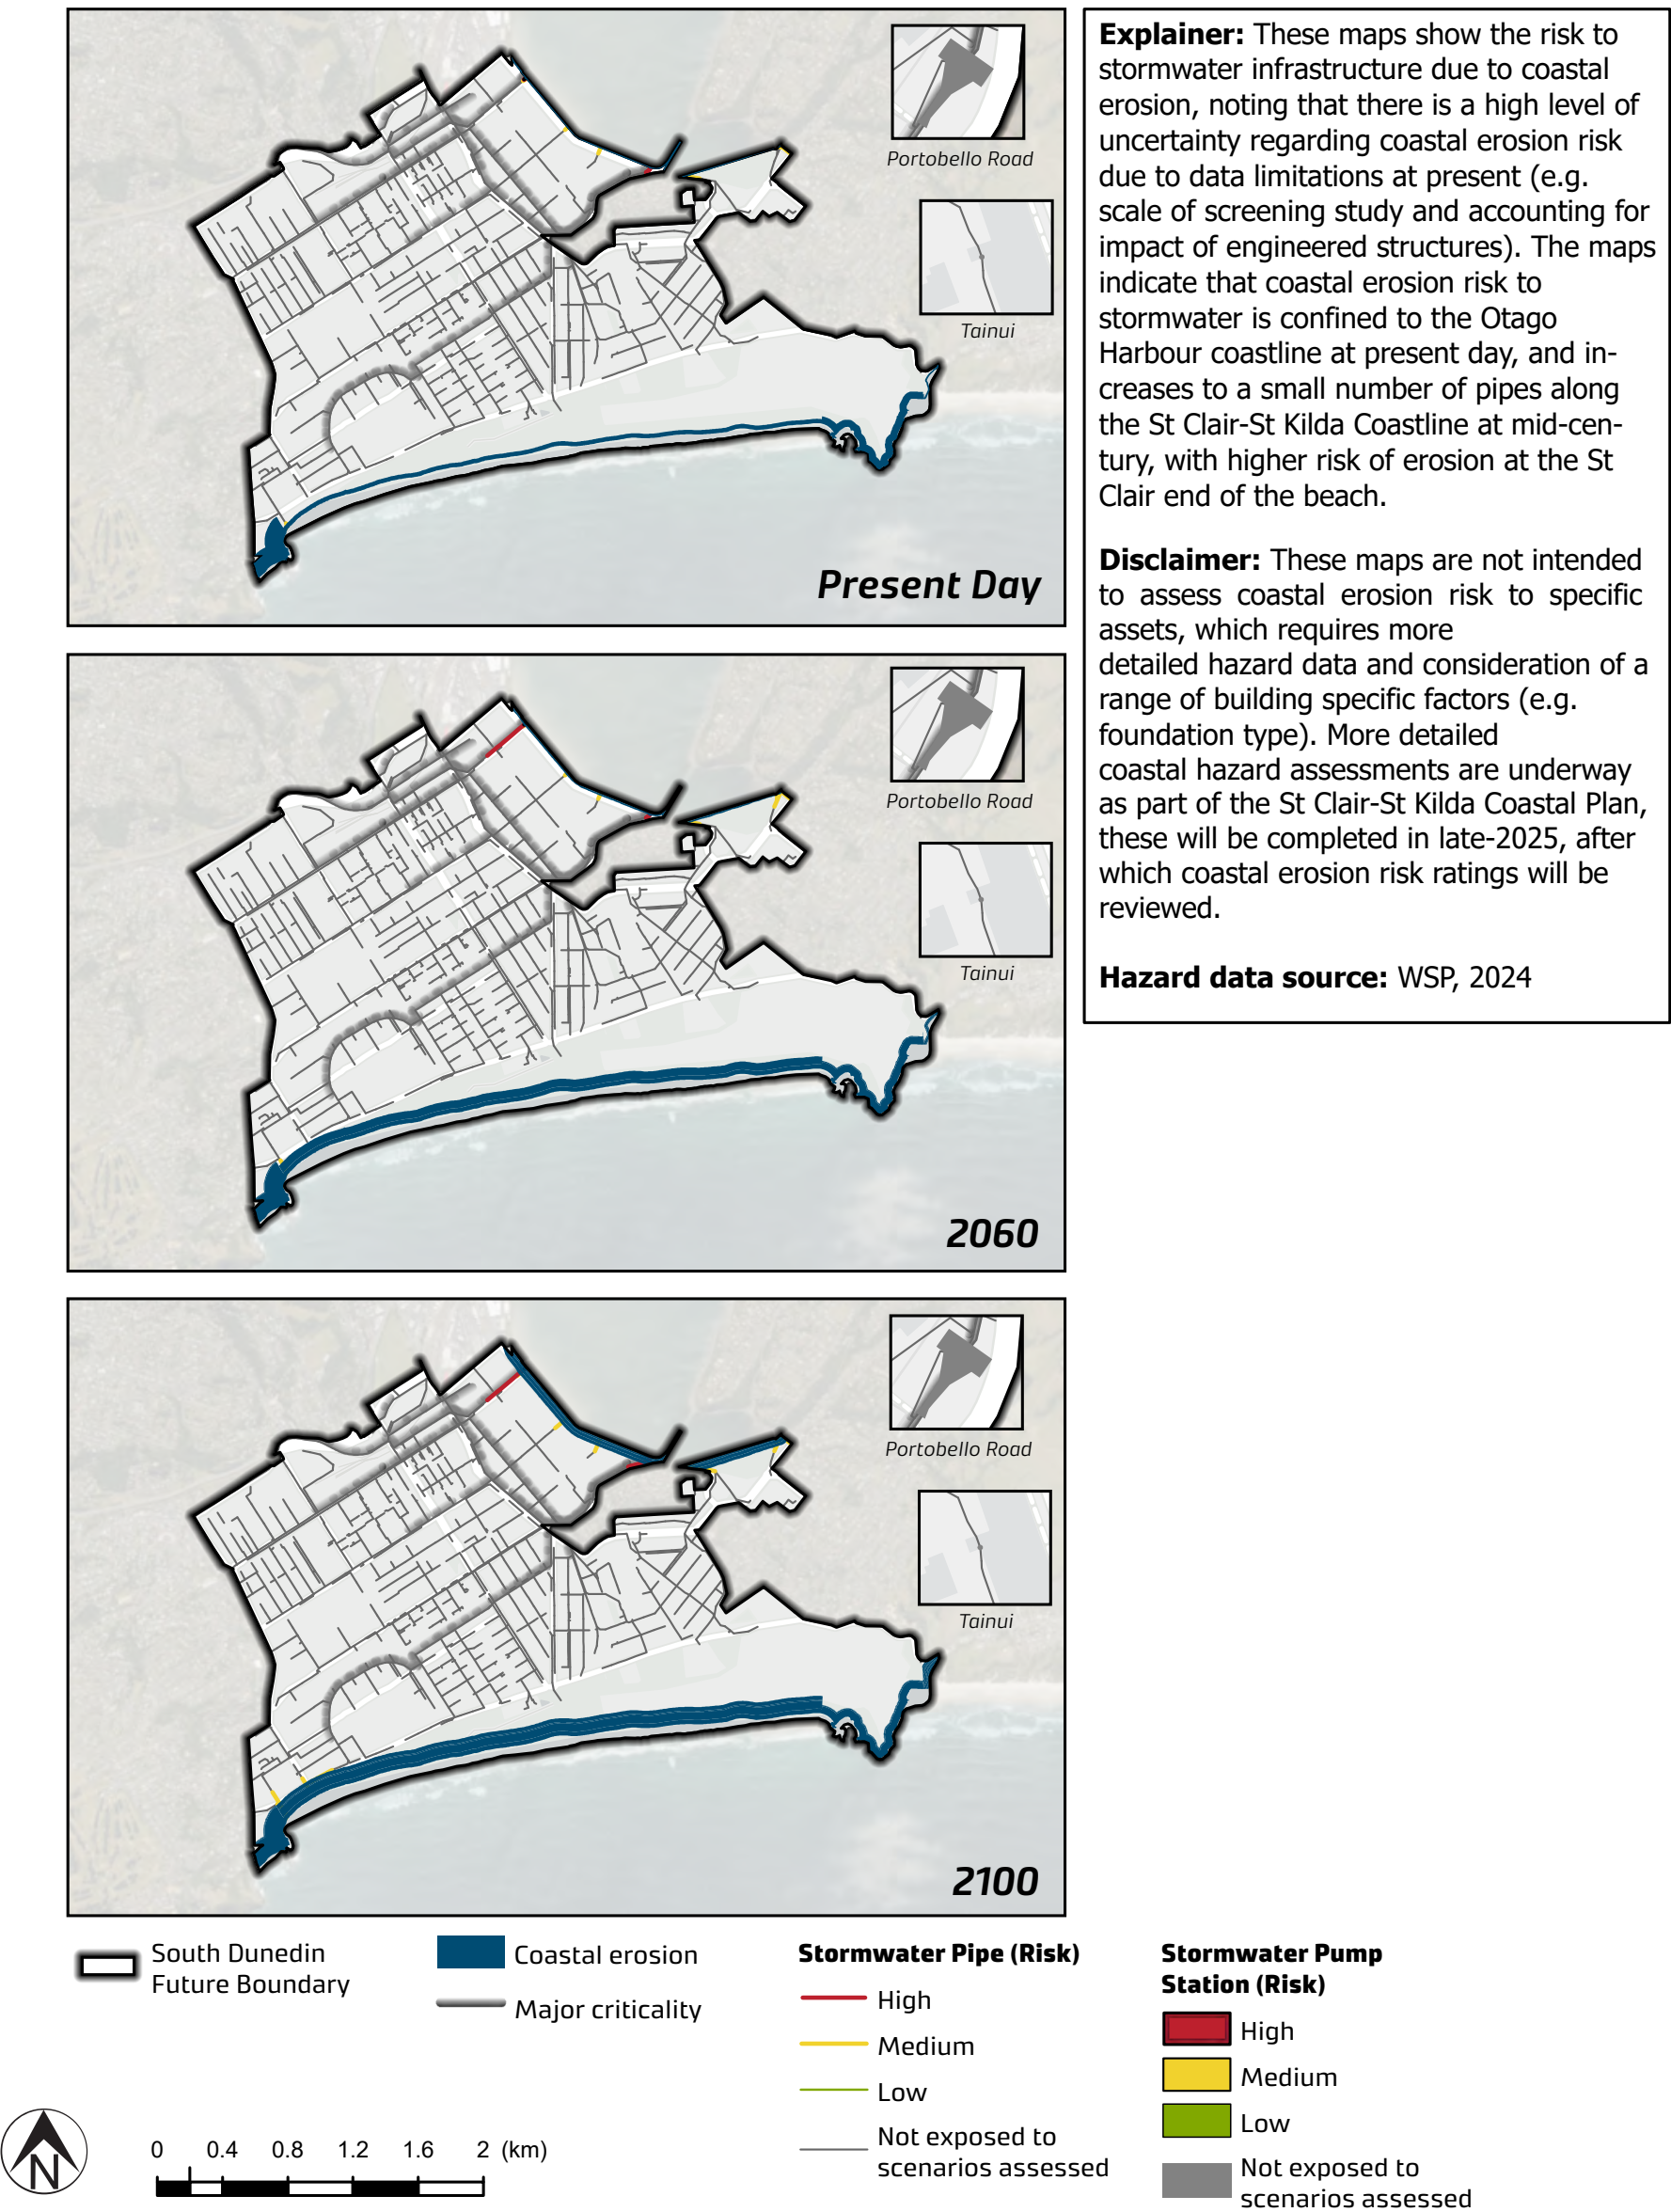 Portobello Road
Tainui
Present Day
Portobello Road
Tainui
2060
Portobello Road
Tainui
2100
Explainer: These maps show the risk to
stormwater infrastructure due to coastal
erosion, noting that there is a high level of
uncertainty regarding coastal erosion risk
due to data limitations at present (e.g.
scale of screening study and accounting for
impact of engineered structures). The maps
indicate that coastal erosion risk to
stormwater is confined to the Otago
Harbour coastline at present day, and in-
creases to a small number of pipes along
the St Clair-St Kilda Coastline at mid-cen-
tury, with higher risk of erosion at the St
Clair end of the beach.
Disclaimer: These maps are not intended
to assess coastal erosion risk to specific
assets, which requires more
detailed hazard data and consideration of a
range of building specific factors (e.g.
foundation type). More detailed
coastal hazard assessments are underway
as part of the St Clair-St Kilda Coastal Plan,
these will be completed in late-2025, after
which coastal erosion risk ratings will be
reviewed.
Hazard data source: WSP, 2024
South Dunedin
Future Boundary
Coastal erosion
Major criticality
Stormwater Pipe (Risk)
High
Medium
Low
Not exposed to
scenarios assessed
Stormwater Pump
Station (Risk)
High
Medium
Low
Not exposed to
scenarios assessed
N
0 0.4 0.8 1.2 1.6 2 (km)